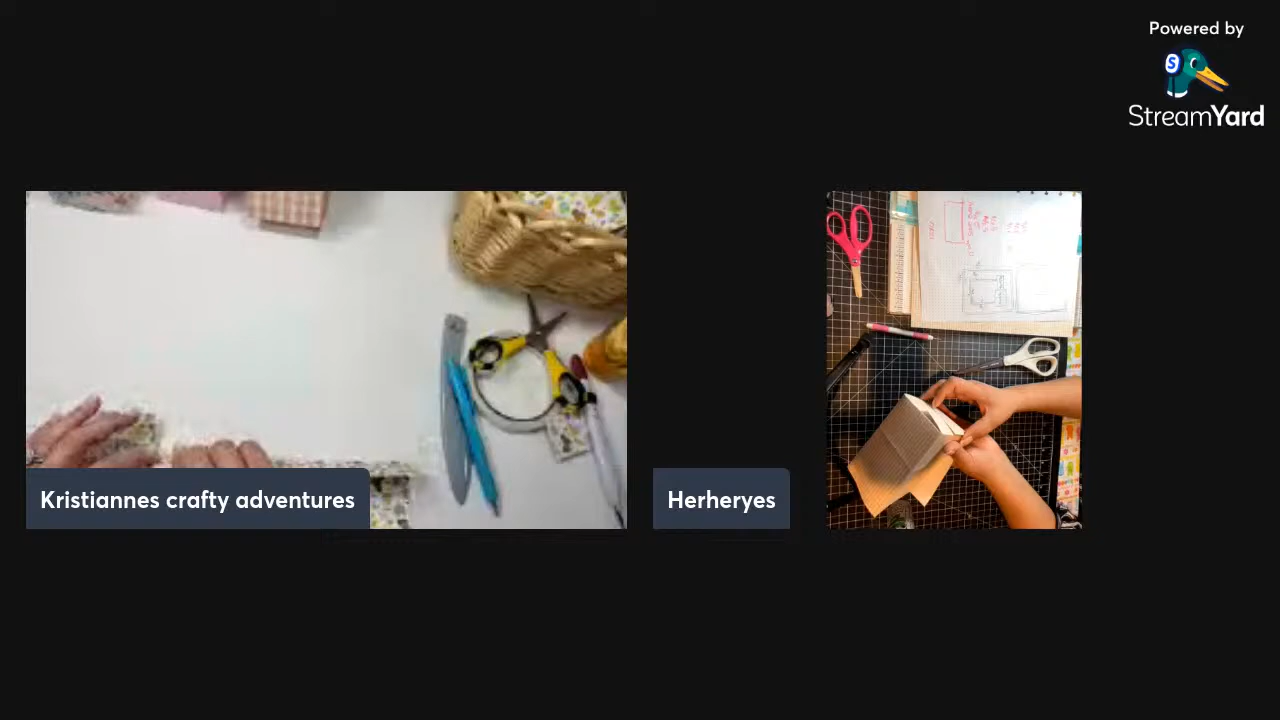 Powered by
S
StreamYard
Kristiannes crafty adventures
Herheryes